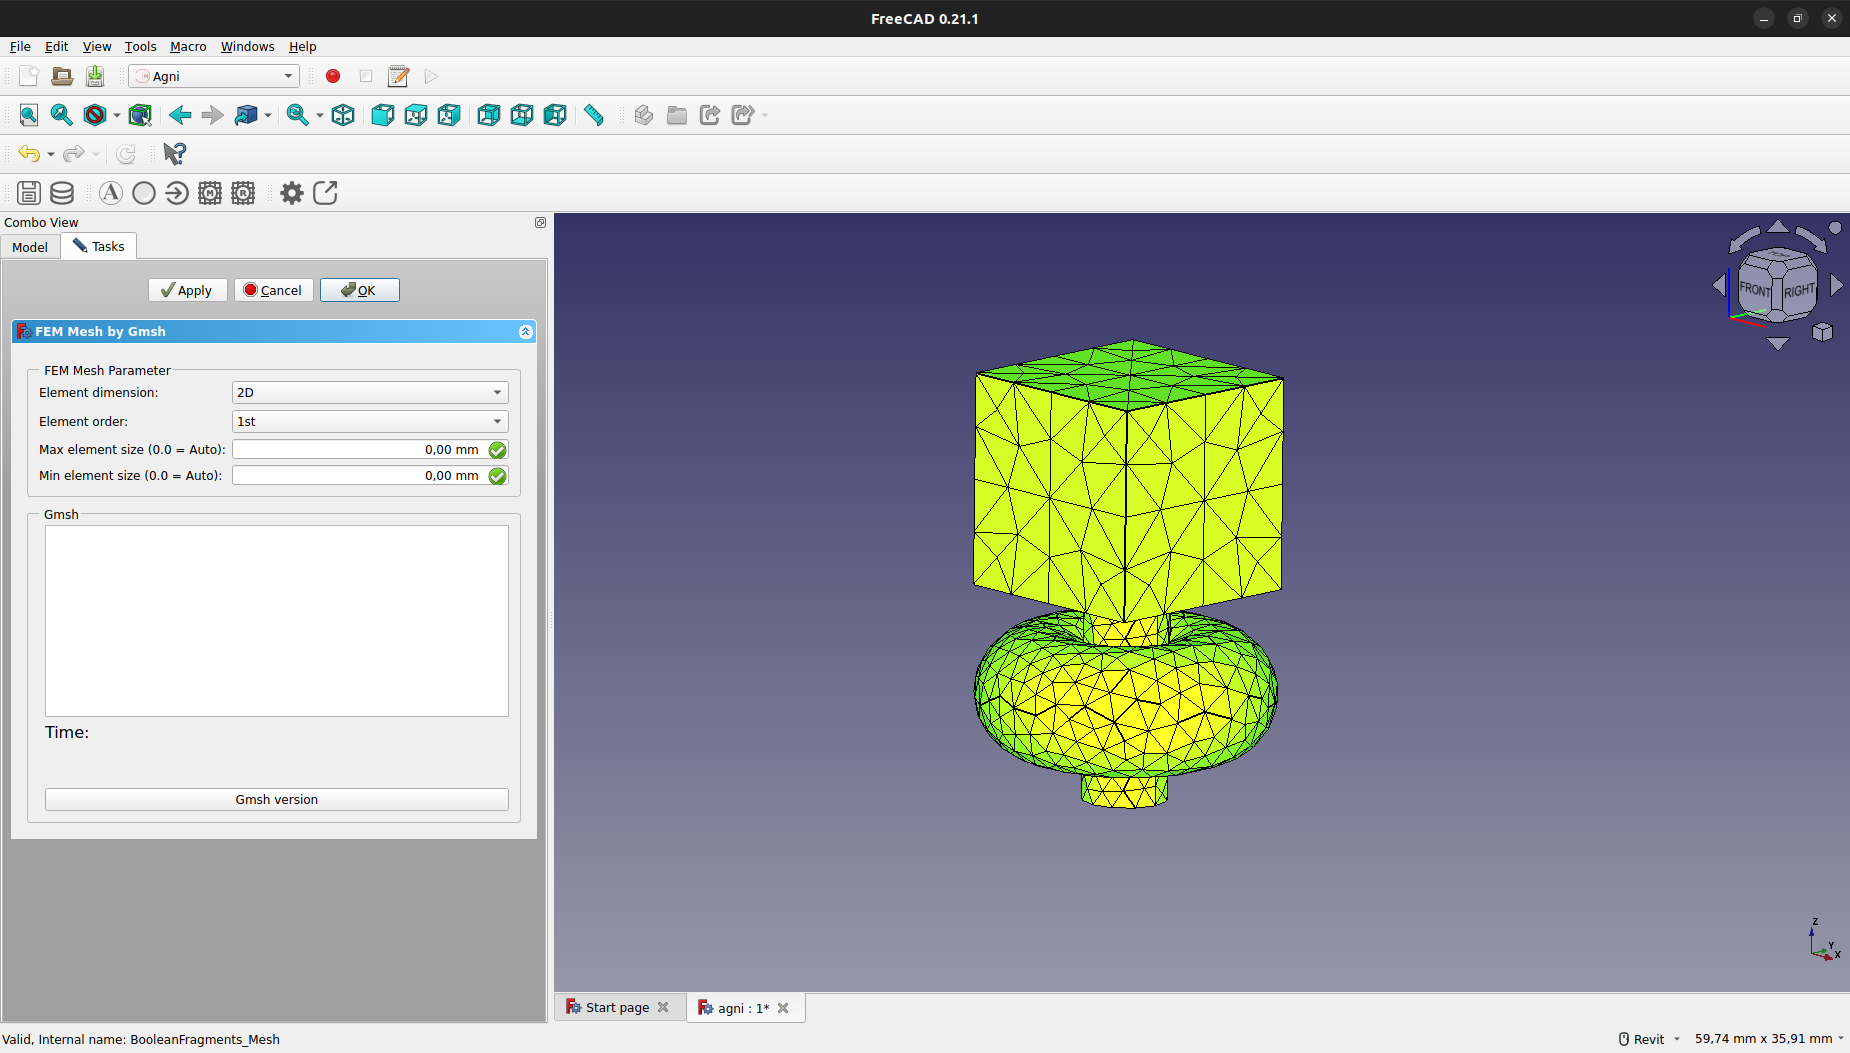 FreeCAD 0.21.1
File Edit View Tools Macro Windows Help
Agni
Combo View
Model Tasks
Apply Cancel OK
FEM Mesh by Gmsh
FEM Mesh Parameter
Element dimension: 2D
Element order: 1st
Max element size (0.0 = Auto): 0,00 mm
Min element size (0.0 = Auto): 0,00 mm
Gmsh
Time:
Gmsh version
TOP
FRONT RIGHT
Z
Y
X
Start page agni : 1*
Valid, Internal name: BooleanFragments_Mesh
Revit 59,74 mm x 35,91 mm